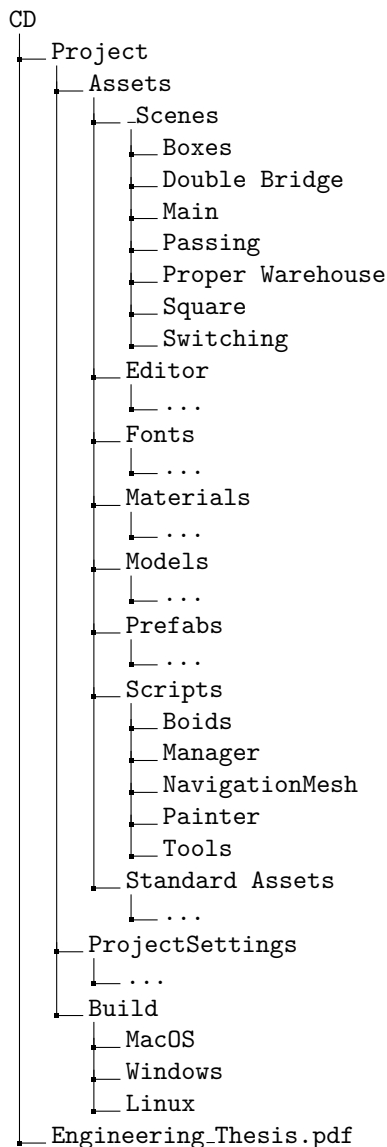 CD
Project
Assets
_Scenes
Boxes
Double Bridge
Main
Passing
Proper Warehouse
Square
Switching
Editor
...
Fonts
...
Materials
...
Models
...
Prefabs
...
Scripts
Boids
Manager
NavigationMesh
Painter
Tools
Standard Assets
...
ProjectSettings
...
Build
MacOS
Windows
Linux
Engineering_Thesis.pdf